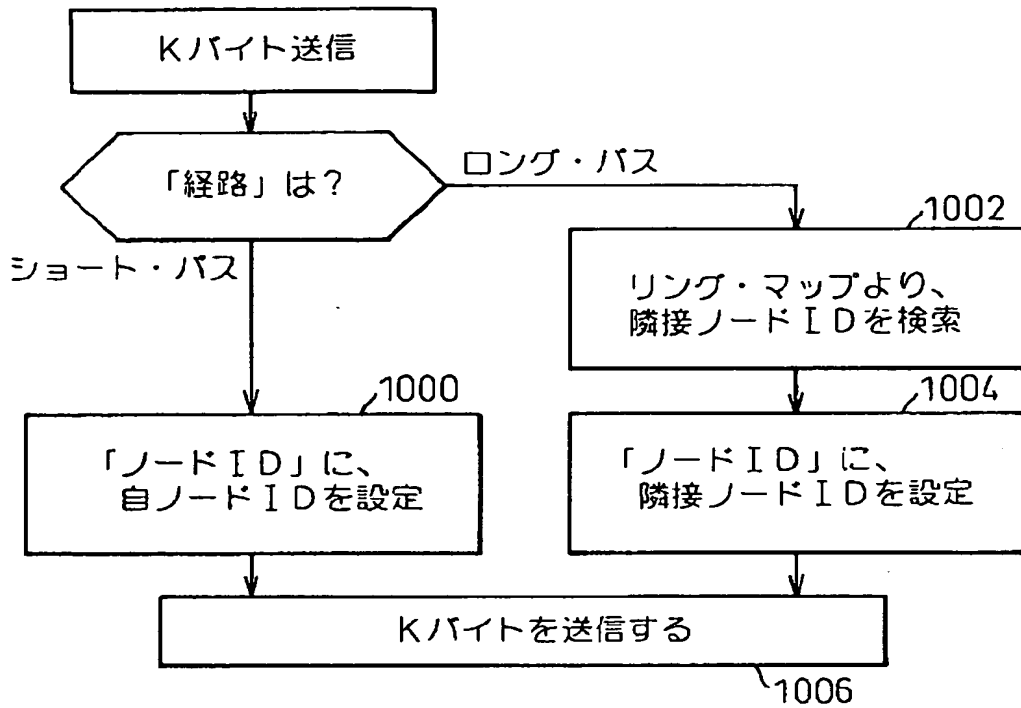 Kバイト送信
「経路」は?
ロング・パス
ショート・パス
1002
リング・マップより、
隣接ノードIDを検索
1000
「ノードID」に、
自ノードIDを設定
1004
「ノードID」に、
隣接ノードIDを設定
Kバイトを送信する
1006